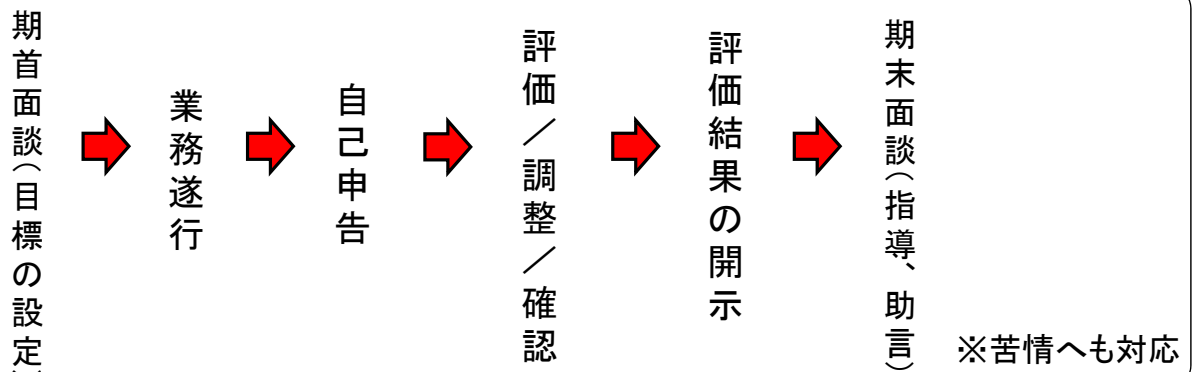 期首面談（目標の設定）
業務遂行
自己申告
評価／調整／確認
評価結果の開示
期末面談（指導、助言）
※苦情へも対応